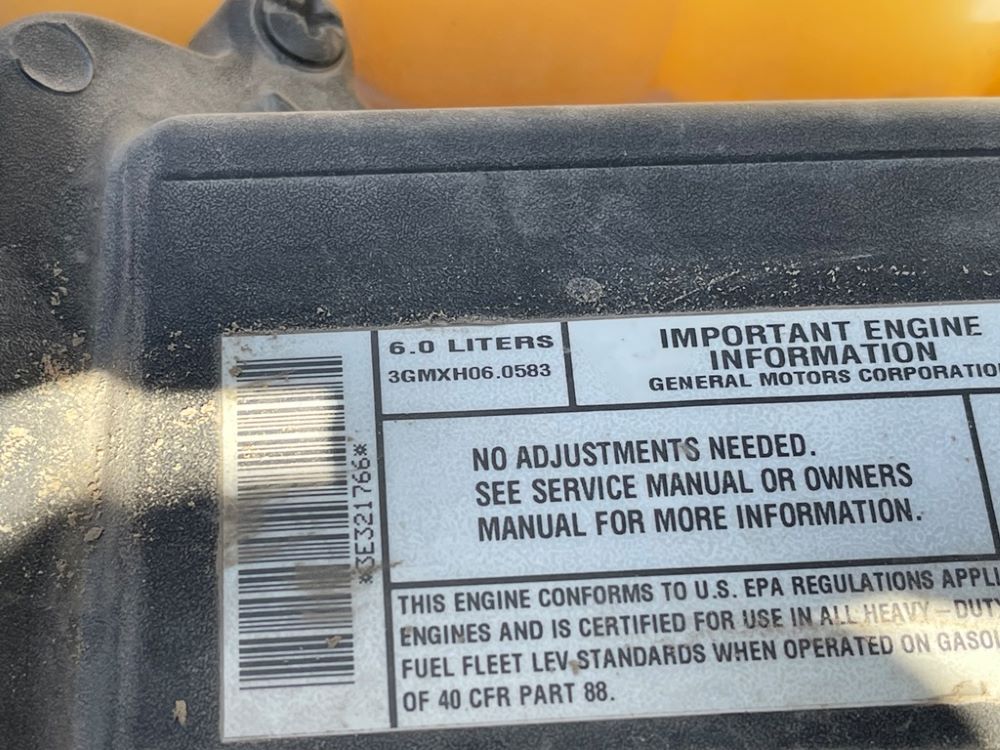 6.0 LITERS
3GMXH06.0583
IMPORTANT ENGINE
INFORMATION
GENERAL MOTORS CORPORATIO
*3E321766*
NO ADJUSTMENTS NEEDED.
SEE SERVICE MANUAL OR OWNERS
MANUAL FOR MORE INFORMATION.
THIS ENGINE CONFORMS TO U.S. EPA REGULATIONS APPLI
ENGINES AND IS CERTIFIED FOR USE IN ALL HEAVY-DUTY
FUEL FLEET LEV STANDARDS WHEN OPERATED ON GASOL
OF 40 CFR PART 88.